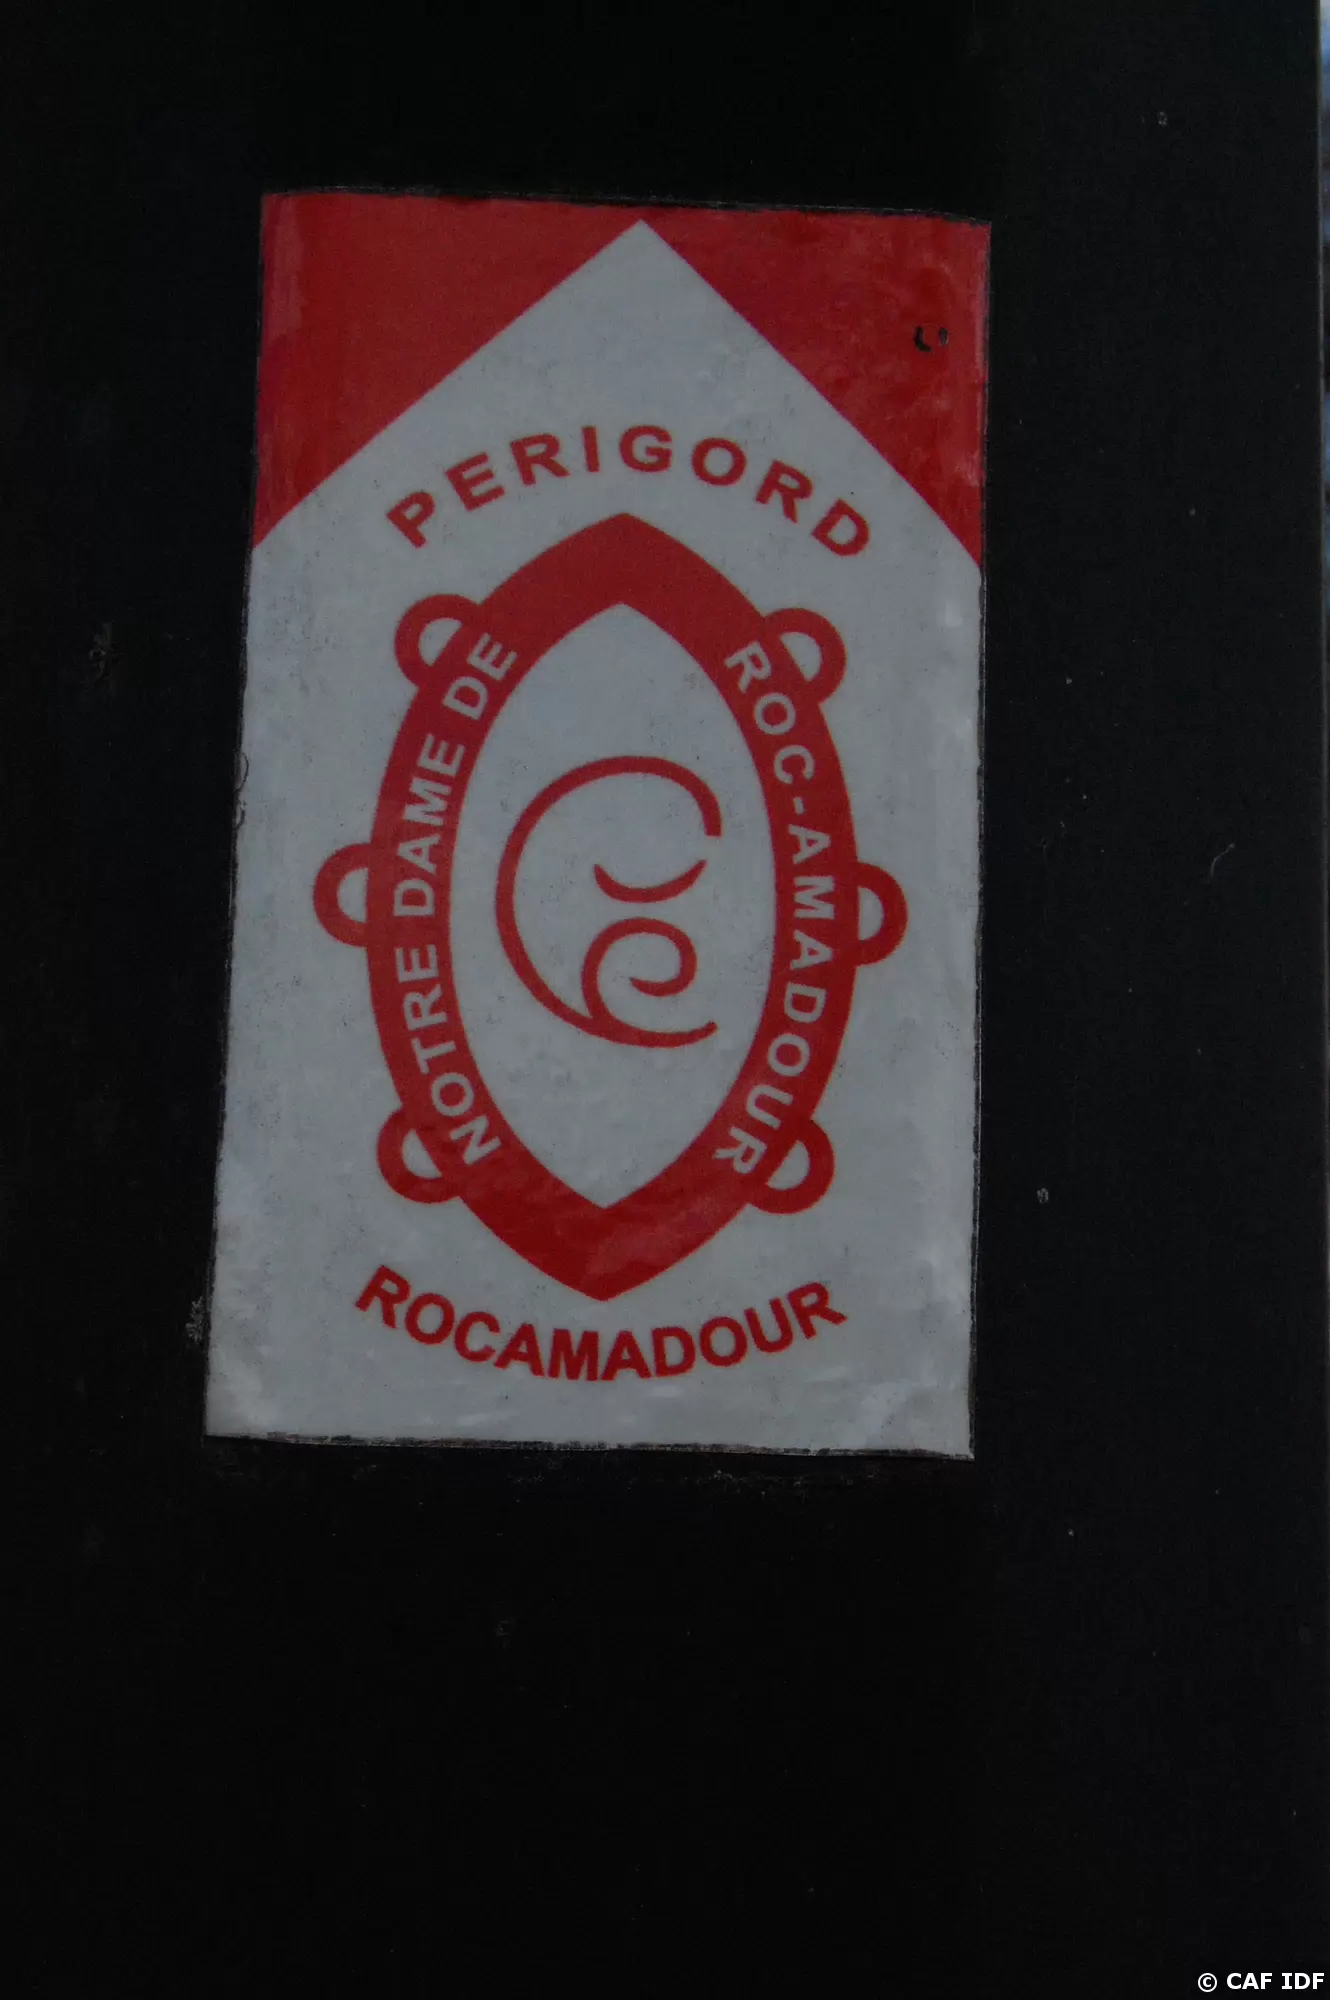 PERIGORD
NOTRE DAME DE
ROC-AMADOUR
ROCAMADOUR
© CAF IDF